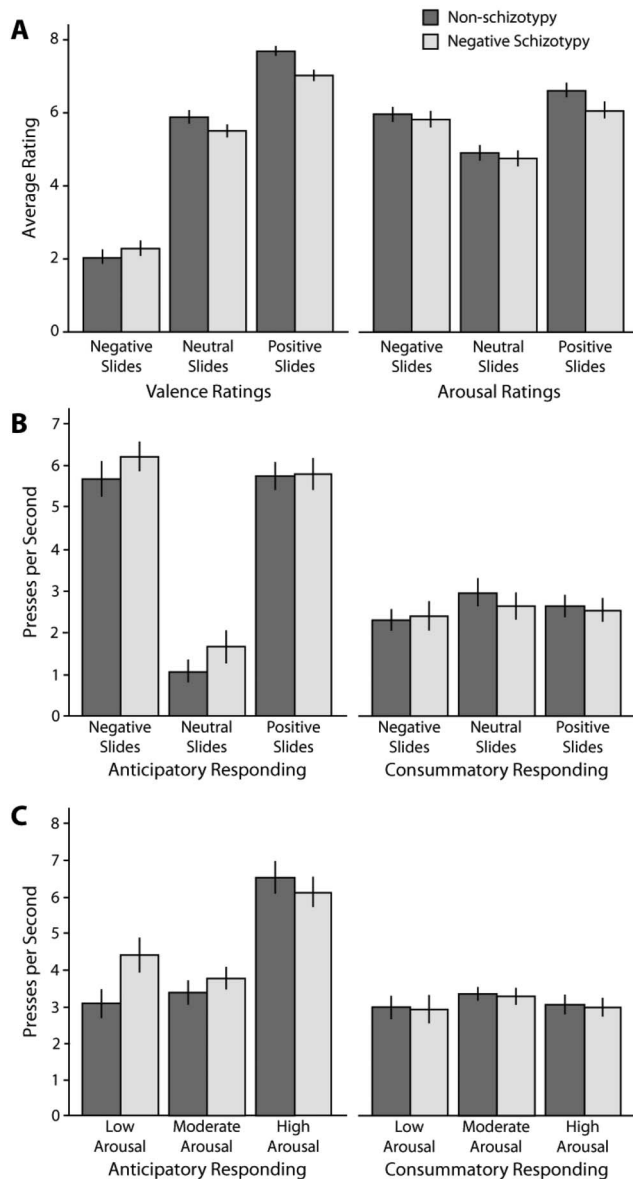 A
Non-schizotypy
Negative Schizotypy
Average Rating
8
6
4
2
0
Negative Slides
Neutral Slides
Positive Slides
Valence Ratings
Negative Slides
Neutral Slides
Positive Slides
Arousal Ratings
B
Presses per Second
7
6
5
4
3
2
1
0
Negative Slides
Neutral Slides
Positive Slides
Anticipatory Responding
Negative Slides
Neutral Slides
Positive Slides
Consummatory Responding
C
Presses per Second
8
7
6
5
4
3
2
1
0
Low Arousal
Moderate Arousal
High Arousal
Anticipatory Responding
Low Arousal
Moderate Arousal
High Arousal
Consummatory Responding